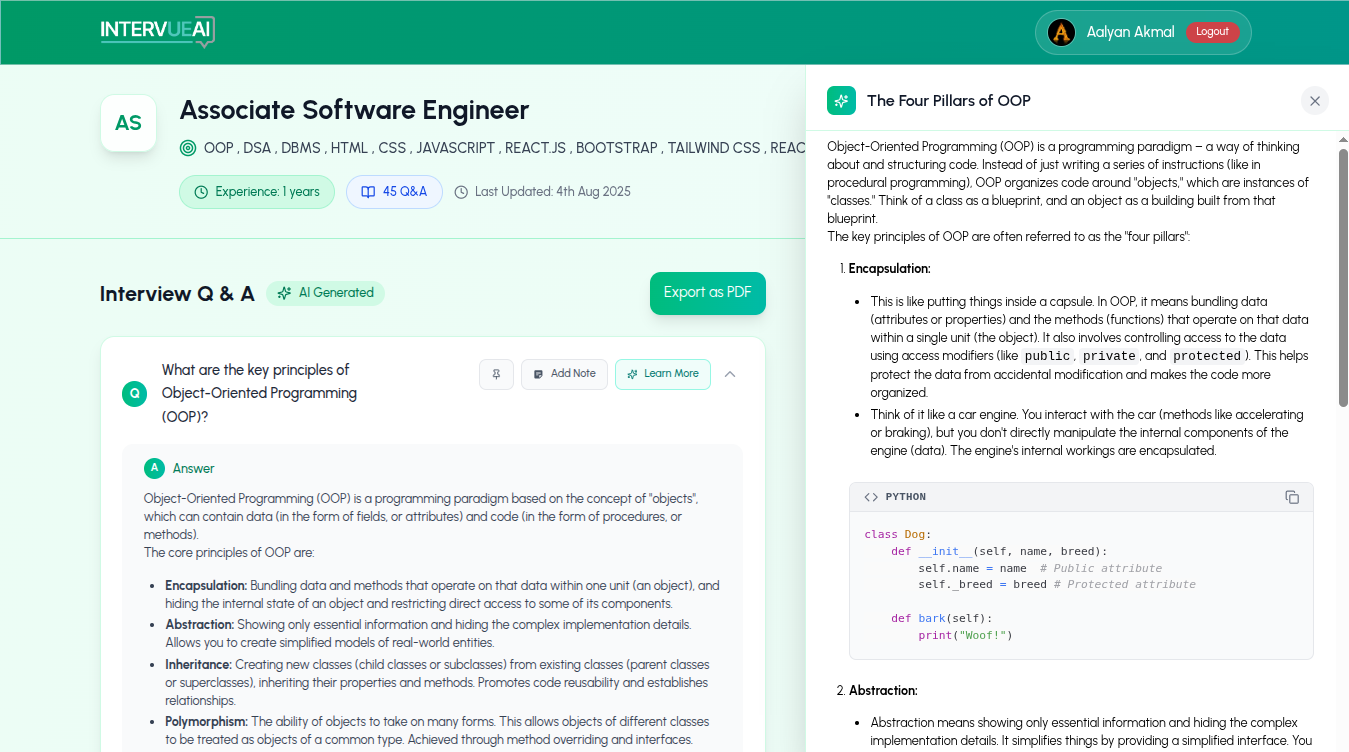 INTERVUEAI
Aalyan Akmal
Logout
AS
Associate Software Engineer
OOP , DSA , DBMS , HTML , CSS , JAVASCRIPT , REACT.JS , BOOTSTRAP , TAILWIND CSS , REAC
Experience: 1 years
45 Q&A
Last Updated: 4th Aug 2025
Interview Q & A
AI Generated
Export as PDF
Q
What are the key principles of
Object-Oriented Programming
(OOP)?
Add Note
Learn More
A
Answer
Object-Oriented Programming (OOP) is a programming paradigm based on the concept of "objects",
which can contain data (in the form of fields, or attributes) and code (in the form of procedures, or
methods).
The core principles of OOP are:
• Encapsulation: Bundling data and methods that operate on that data within one unit (an object), and
hiding the internal state of an object and restricting direct access to some of its components.
• Abstraction: Showing only essential information and hiding the complex implementation details.
Allows you to create simplified models of real-world entities.
• Inheritance: Creating new classes (child classes or subclasses) from existing classes (parent classes
or superclasses), inheriting their properties and methods. Promotes code reusability and establishes
relationships.
• Polymorphism: The ability of objects to take on many forms. This allows objects of different classes
to be treated as objects of a common type. Achieved through method overriding and interfaces.
The Four Pillars of OOP
Object-Oriented Programming (OOP) is a programming paradigm – a way of thinking
about and structuring code. Instead of just writing a series of instructions (like in
procedural programming), OOP organizes code around "objects," which are instances of
"classes." Think of a class as a blueprint, and an object as a building built from that
blueprint.
The key principles of OOP are often referred to as the "four pillars":
1. Encapsulation:
• This is like putting things inside a capsule. In OOP, it means bundling data
(attributes or properties) and the methods (functions) that operate on that data
within a single unit (the object). It also involves controlling access to the data
using access modifiers (like public, private, and protected). This helps
protect the data from accidental modification and makes the code more
organized.
• Think of it like a car engine. You interact with the car (methods like accelerating
or braking), but you don't directly manipulate the internal components of the
engine (data). The engine's internal workings are encapsulated.
<> PYTHON
class Dog:
    def __init__(self, name, breed):
        self.name = name  # Public attribute
        self._breed = breed # Protected attribute
    def bark(self):
        print("Woof!")
2. Abstraction:
• Abstraction means showing only essential information and hiding the complex
implementation details. It simplifies things by providing a simplified interface. You